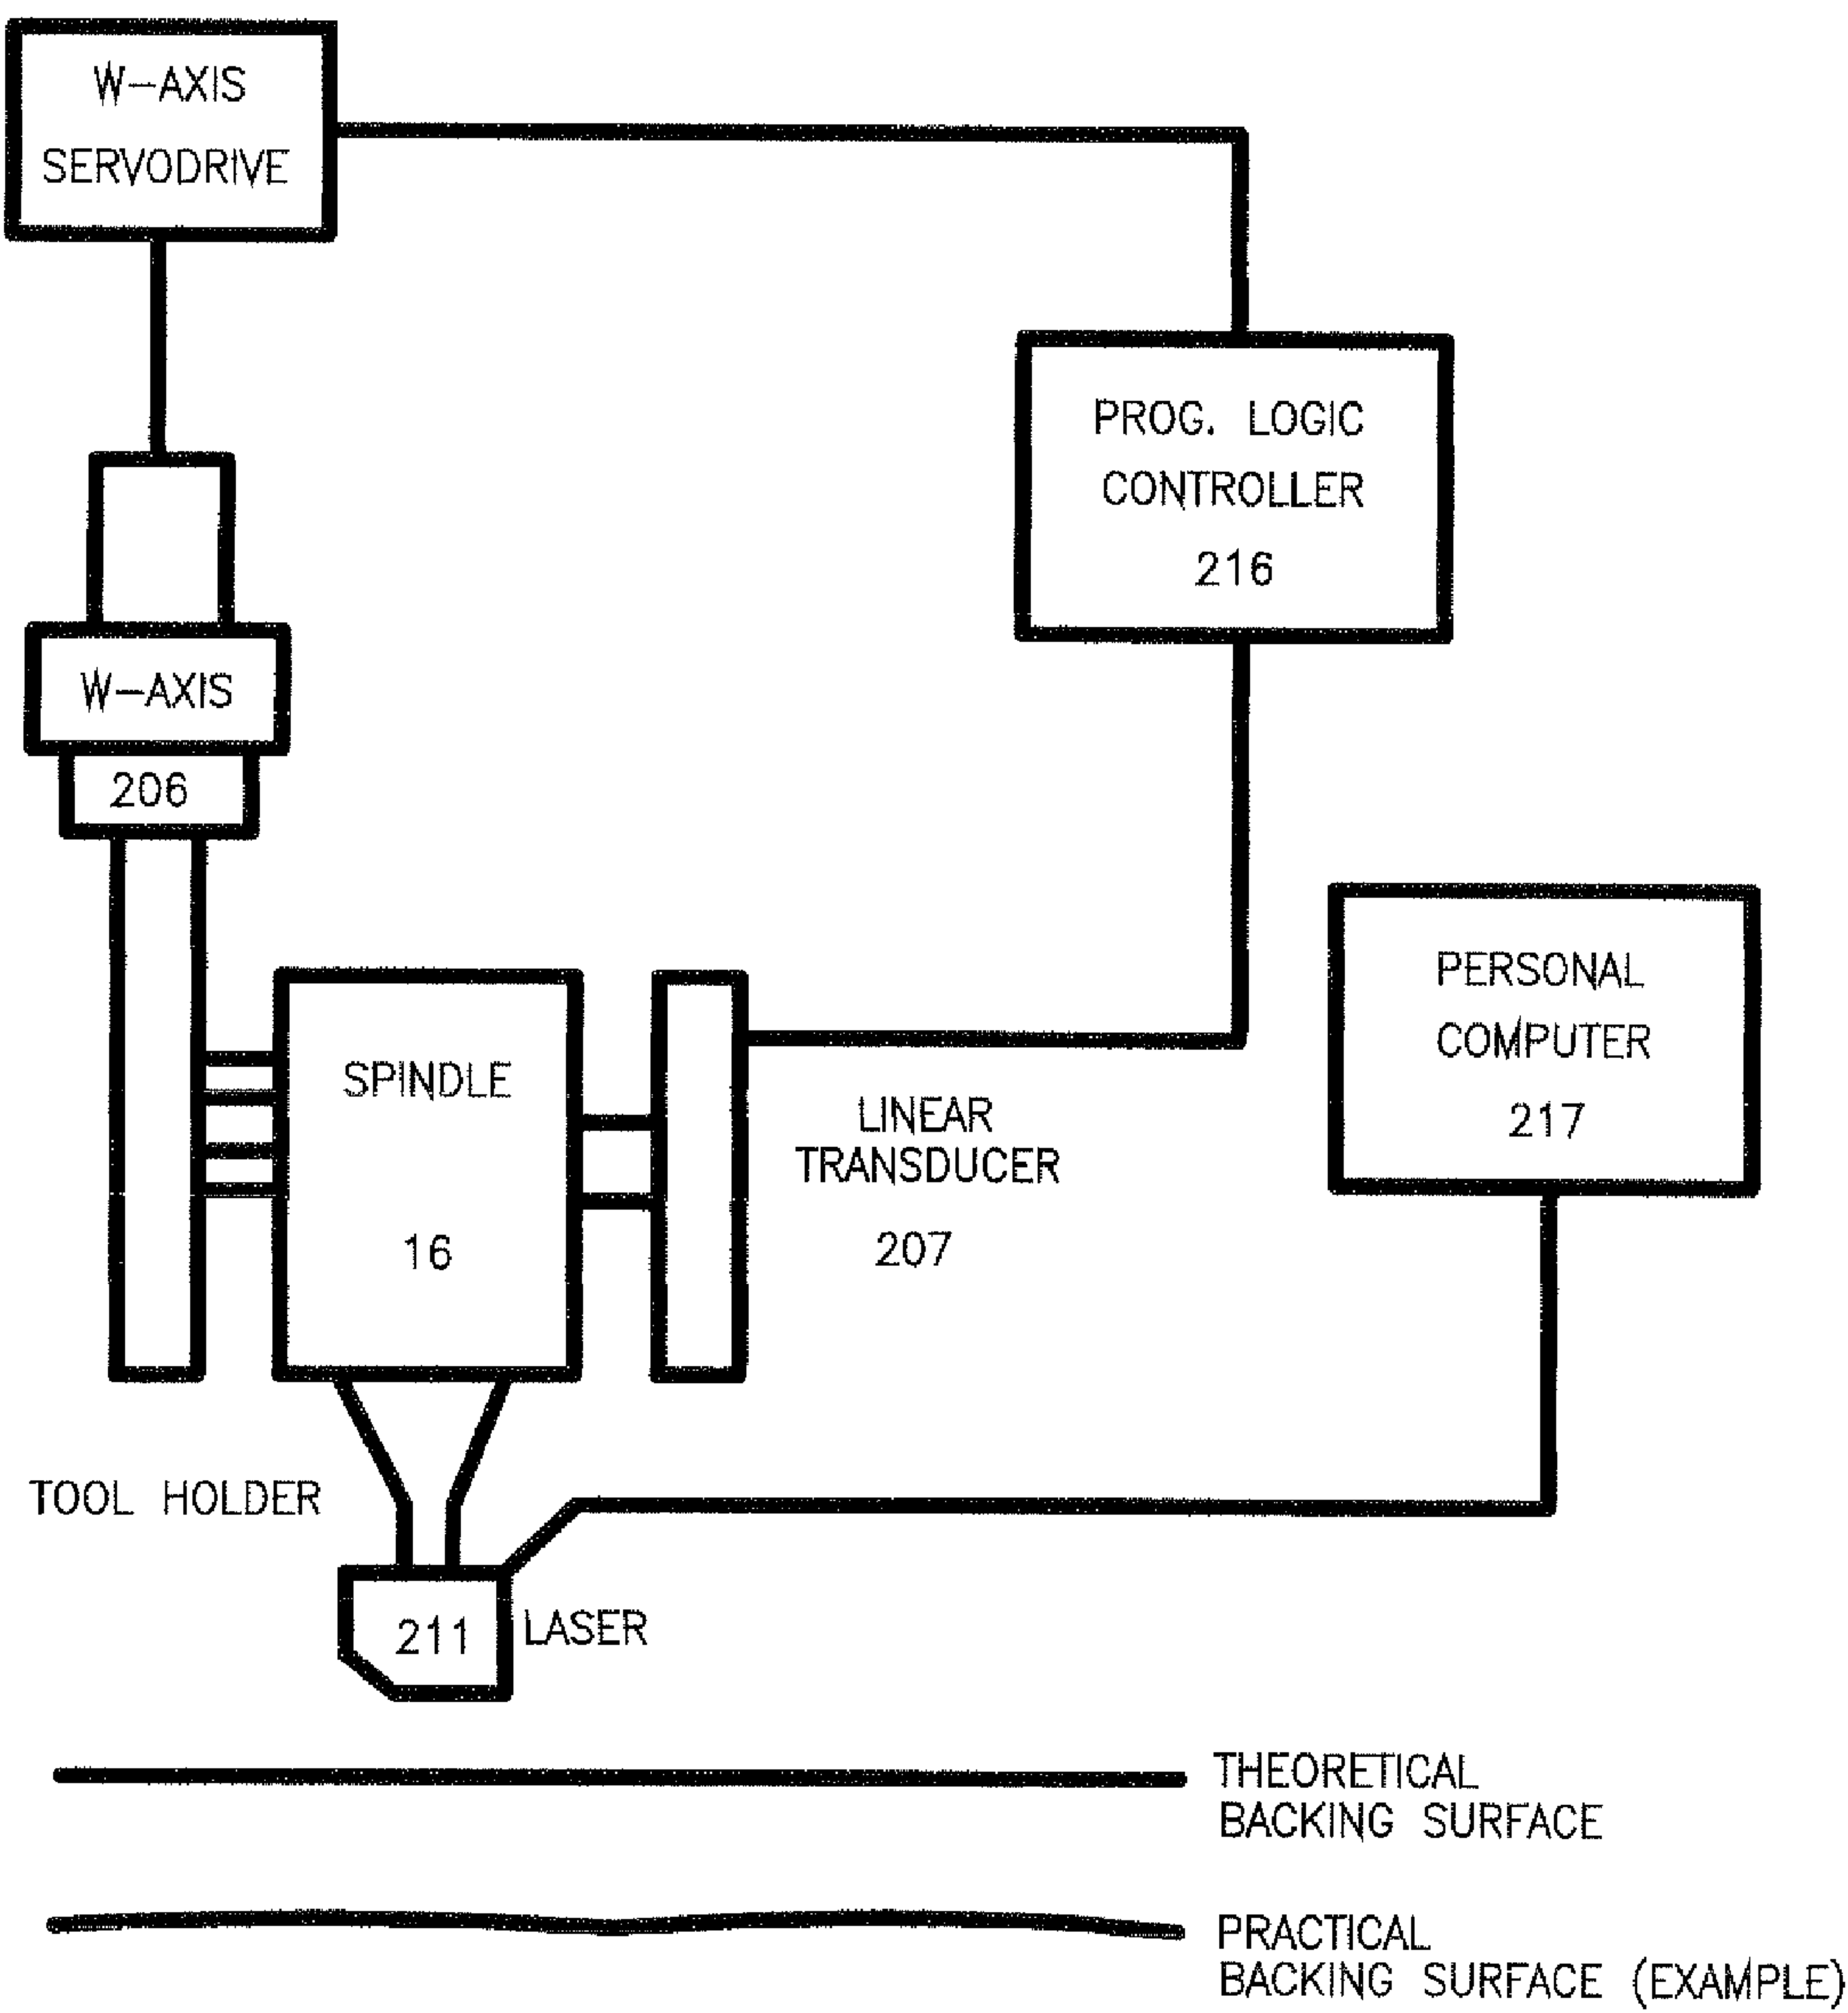 W-AXIS
SERVODRIVE
PROG. LOGIC
CONTROLLER
216
W-AXIS
206
PERSONAL
COMPUTER
217
SPINDLE
16
LINEAR
TRANSDUCER
207
TOOL HOLDER
211
LASER
THEORETICAL
BACKING SURFACE
PRACTICAL
BACKING SURFACE (EXAMPLE)